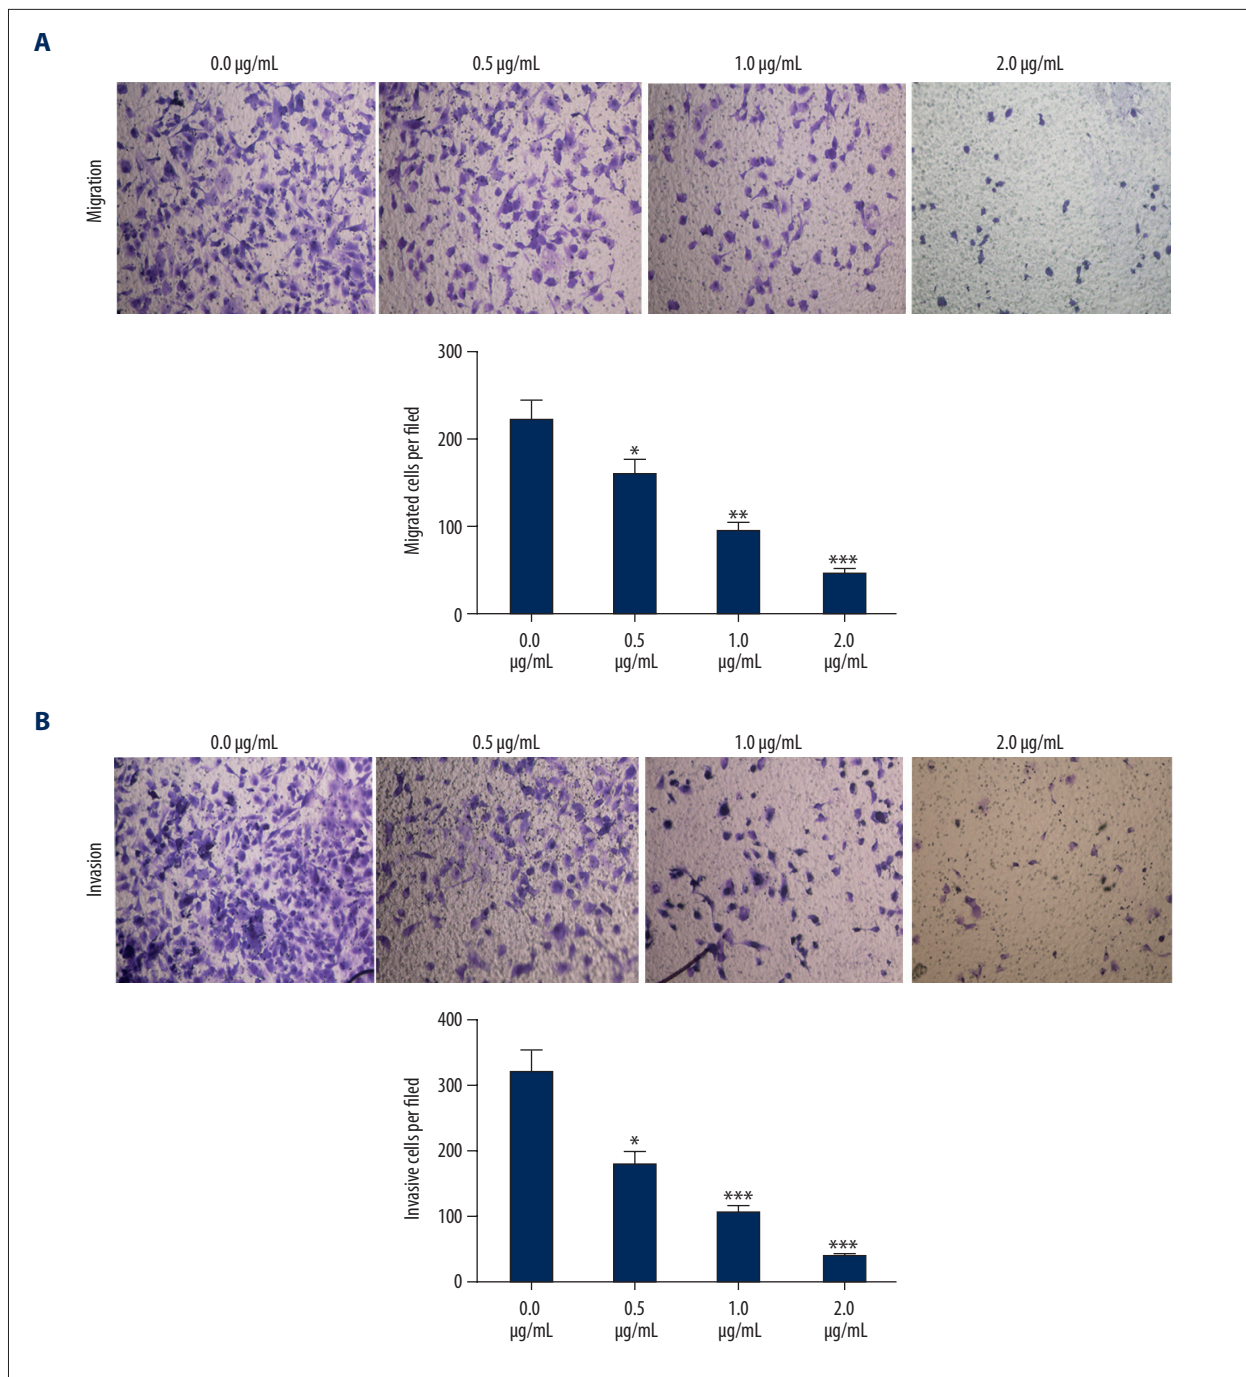 A
0.0 µg/mL 0.5 µg/mL 1.0 µg/mL 2.0 µg/mL
Migration
300
200
100
0
Migrated cells per filed
*
**
***
0.0 µg/mL
0.5 µg/mL
1.0 µg/mL
2.0 µg/mL
B
0.0 µg/mL 0.5 µg/mL 1.0 µg/mL 2.0 µg/mL
Invasion
400
300
200
100
0
Invasive cells per filed
*
***
***
0.0 µg/mL
0.5 µg/mL
1.0 µg/mL
2.0 µg/mL